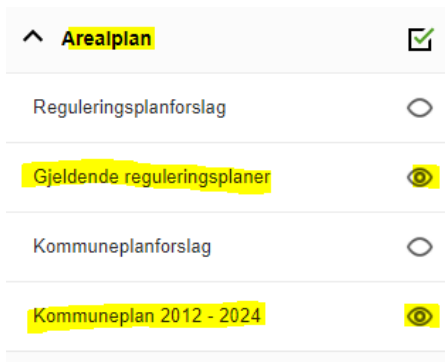 Arealplan
Reguleringsplanforslag
Gjeldende reguleringsplaner
Kommuneplanforslag
Kommuneplan 2012 - 2024